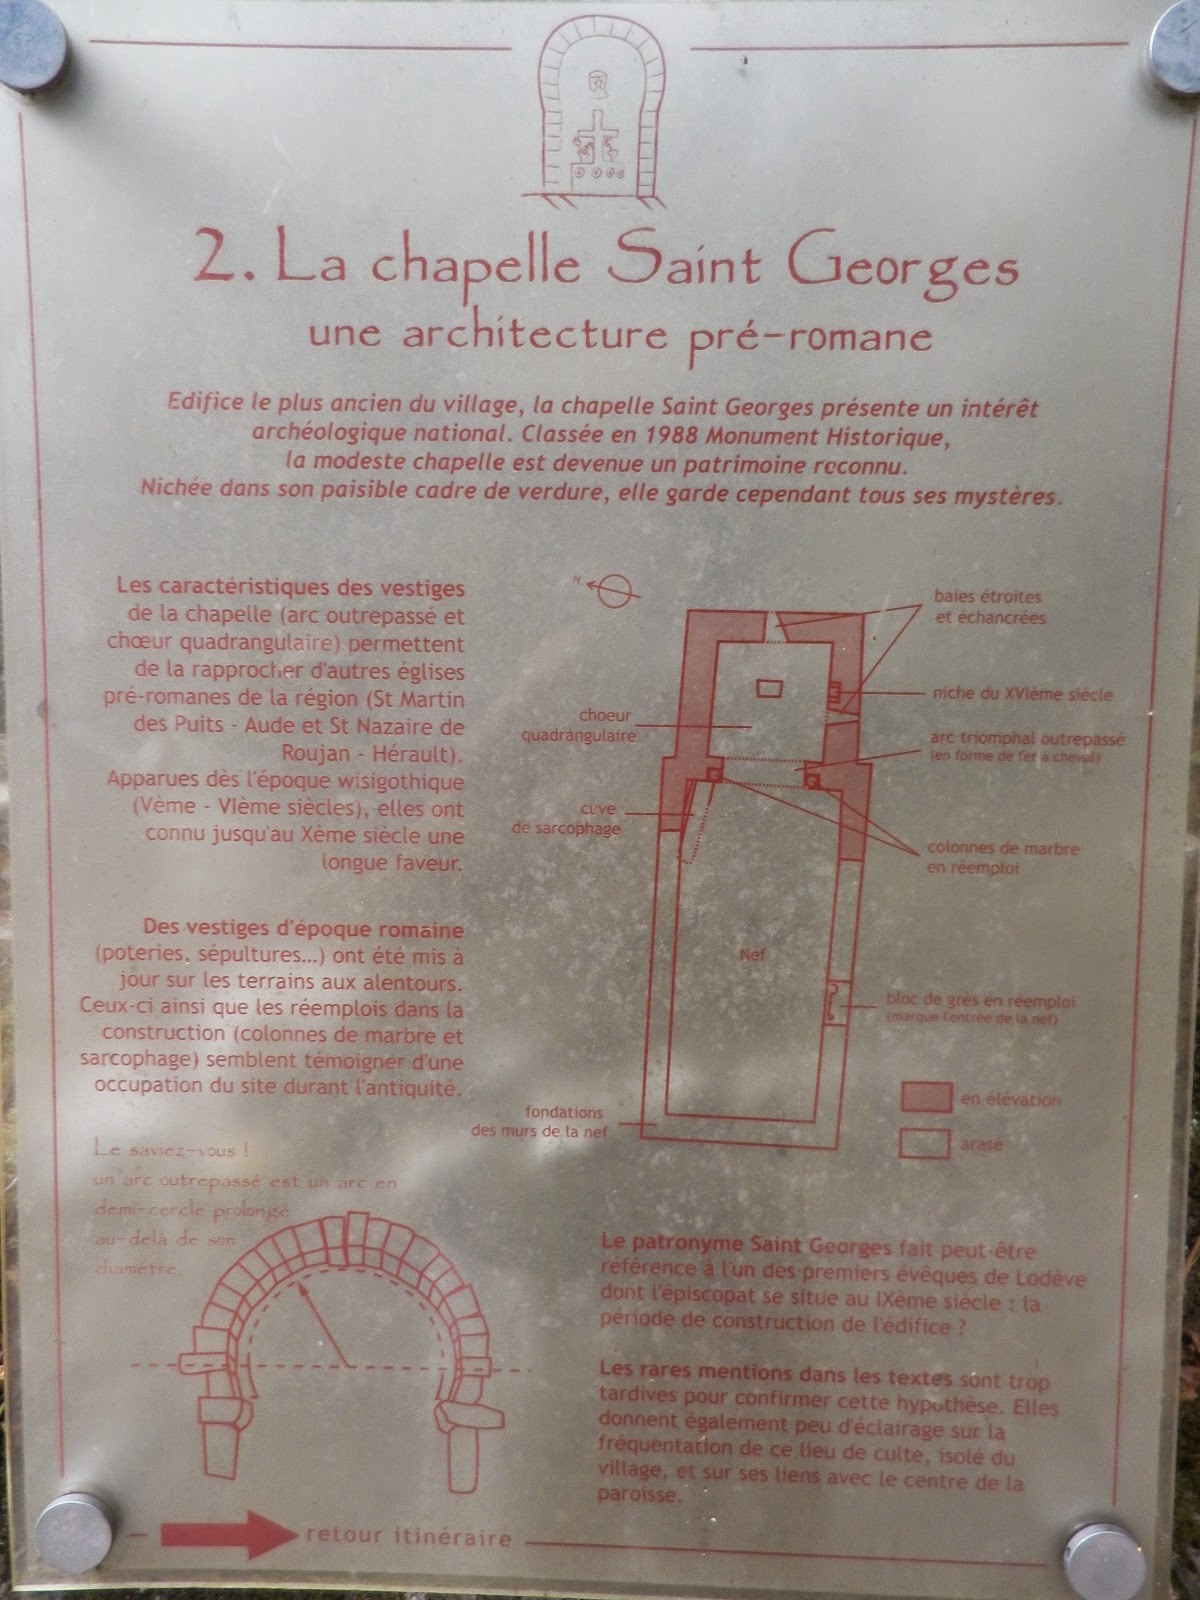 2. La chapelle Saint Georges
une architecture pré-romane
Edifice le plus ancien du village, la chapelle Saint Georges présente un intérêt
archéologique national. Classée en 1988 Monument Historique,
la modeste chapelle est devenue un patrimoine reconnu.
Nichée dans son paisible cadre de verdure, elle garde cependant tous ses mystères.
Les caractéristiques des vestiges
de la chapelle (arc outrepassé et
chœur quadrangulaire) permettent
de la rapprocher d'autres églises
pré-romanes de la région (St Martin
des Puits - Aude et St Nazaire de
Roujan - Hérault).
Apparues dès l'époque wisigothique
(Vème - VIème siècles), elles ont
connu jusqu'au Xème siècle une
longue faveur.
Des vestiges d'époque romaine
(poteries, sépultures...) ont été mis à
jour sur les terrains aux alentours.
Ceux-ci ainsi que les réemplois dans la
construction (colonnes de marbre et
sarcophage) semblent témoigner d'une
occupation du site durant l'antiquité.
Le saviez-vous !
un arc outrepassé est un arc en
demi-cercle prolongé
au-delà de son
diamètre.
N.
baies étroites
et échancrées
niche du XVIème siècle
choeur
quadrangulaire
arc triomphal outrepassé
(en forme de fer à cheval)
cuve
de sarcophage
colonnes de marbre
en réemploi
Nef
bloc de grès en réemploi
(marque l'entrée de la nef)
fondations
des murs de la nef
en élévation
arasé
Le patronyme Saint Georges fait peut-être
référence à l'un des premiers évêques de Lodève
dont l'épiscopat se situe au IXème siècle : la
période de construction de l'édifice ?
Les rares mentions dans les textes sont trop
tardives pour confirmer cette hypothèse. Elles
donnent également peu d'éclairage sur la
fréquentation de ce lieu de culte, isolé du
village, et sur ses liens avec le centre de la
paroisse.
retour itinéraire